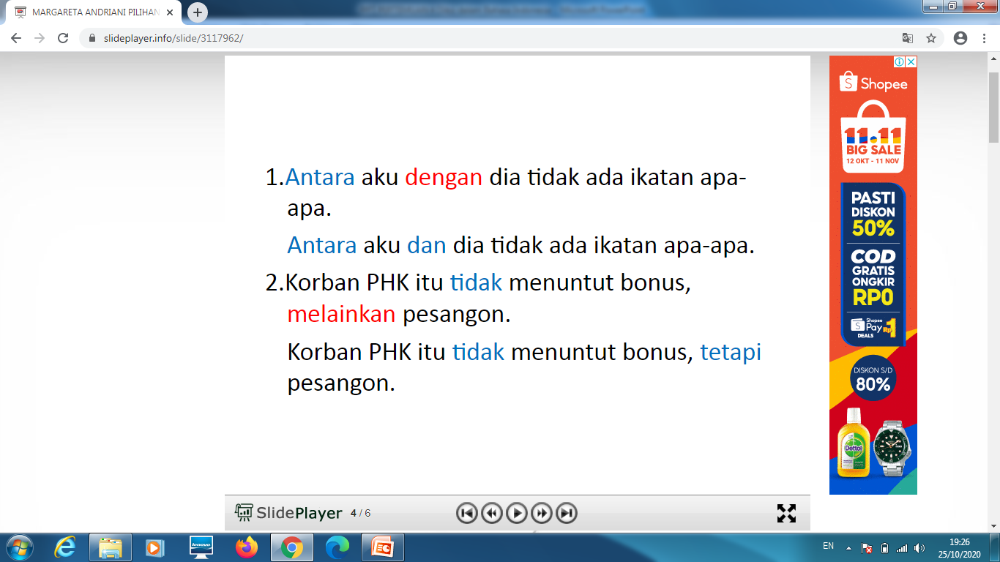 MARGARETA ANDRIANI PILIHAN
slideplayer.info/slide/3117962/
1.Antara aku dengan dia tidak ada ikatan apa-
apa.
Antara aku dan dia tidak ada ikatan apa-apa.
2.Korban PHK itu tidak menuntut bonus,
melainkan pesangon.
Korban PHK itu tidak menuntut bonus, tetapi
pesangon.
Shopee
11.11
BIG SALE
12 OKT - 11 NOV
PASTI
DISKON
50%
COD
GRATIS
ONGKIR
RP0
Shopee
Pay
DEALS
Rp1
DISKON S/D
80%
Dettol
SlidePlayer 4 / 6
lenovo
EN
19:26
25/10/2020